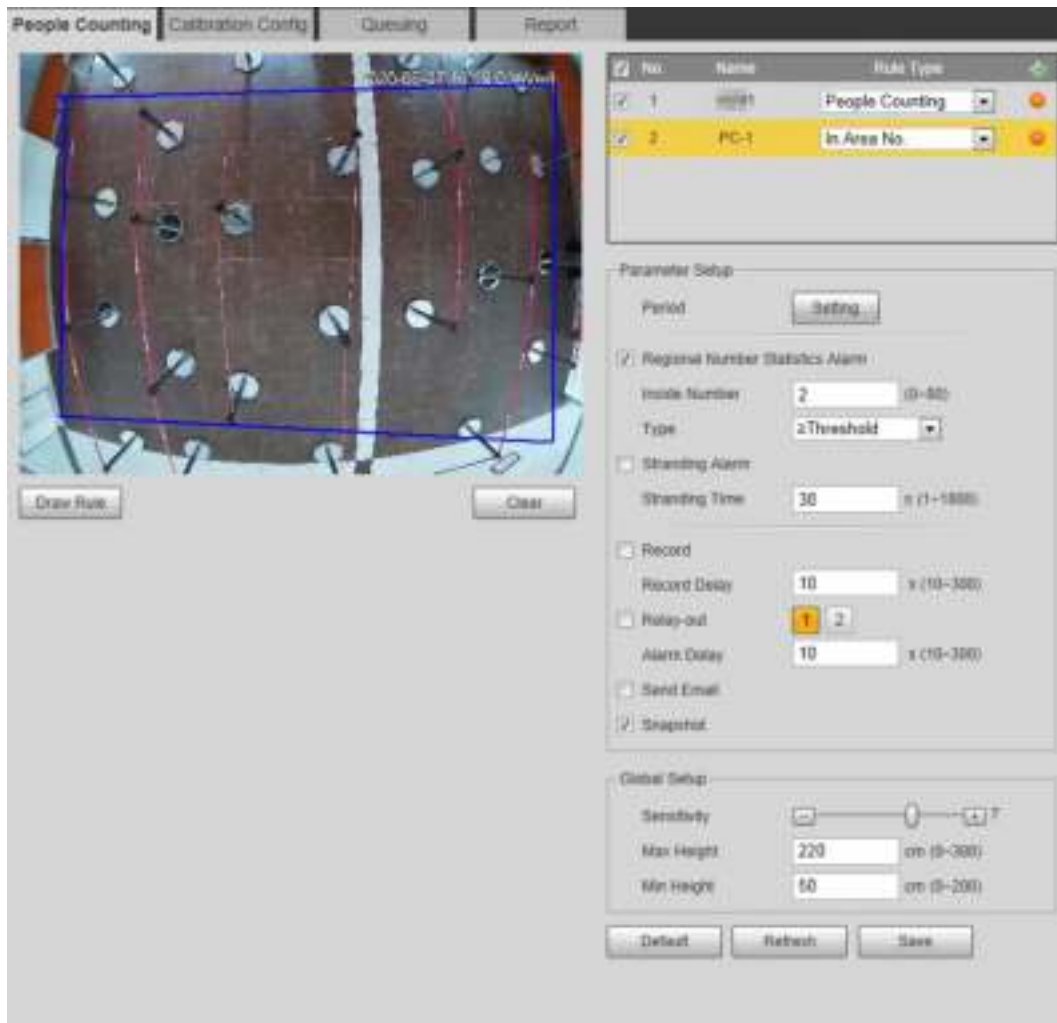 People Counting Calibration Config Queuing Report
No. Name Rule Type
1 People Counting
2 PC-1 In Area No.
Parameter Setup
Period Setting
Regional Number Statistics Alarm
Inside Number 2 (0~80)
Type ≥Threshold
Stranding Alarm
Stranding Time 30 s (1~1800)
Record
Record Delay 10 s (10~300)
Relay-out 1 2
Alarm Delay 10 s (10~300)
Send Email
Snapshot
Draw Rule Clear
Global Setup
Sensitivity 7
Max Height 220 cm (0~300)
Min Height 60 cm (0~200)
Default Refresh Save